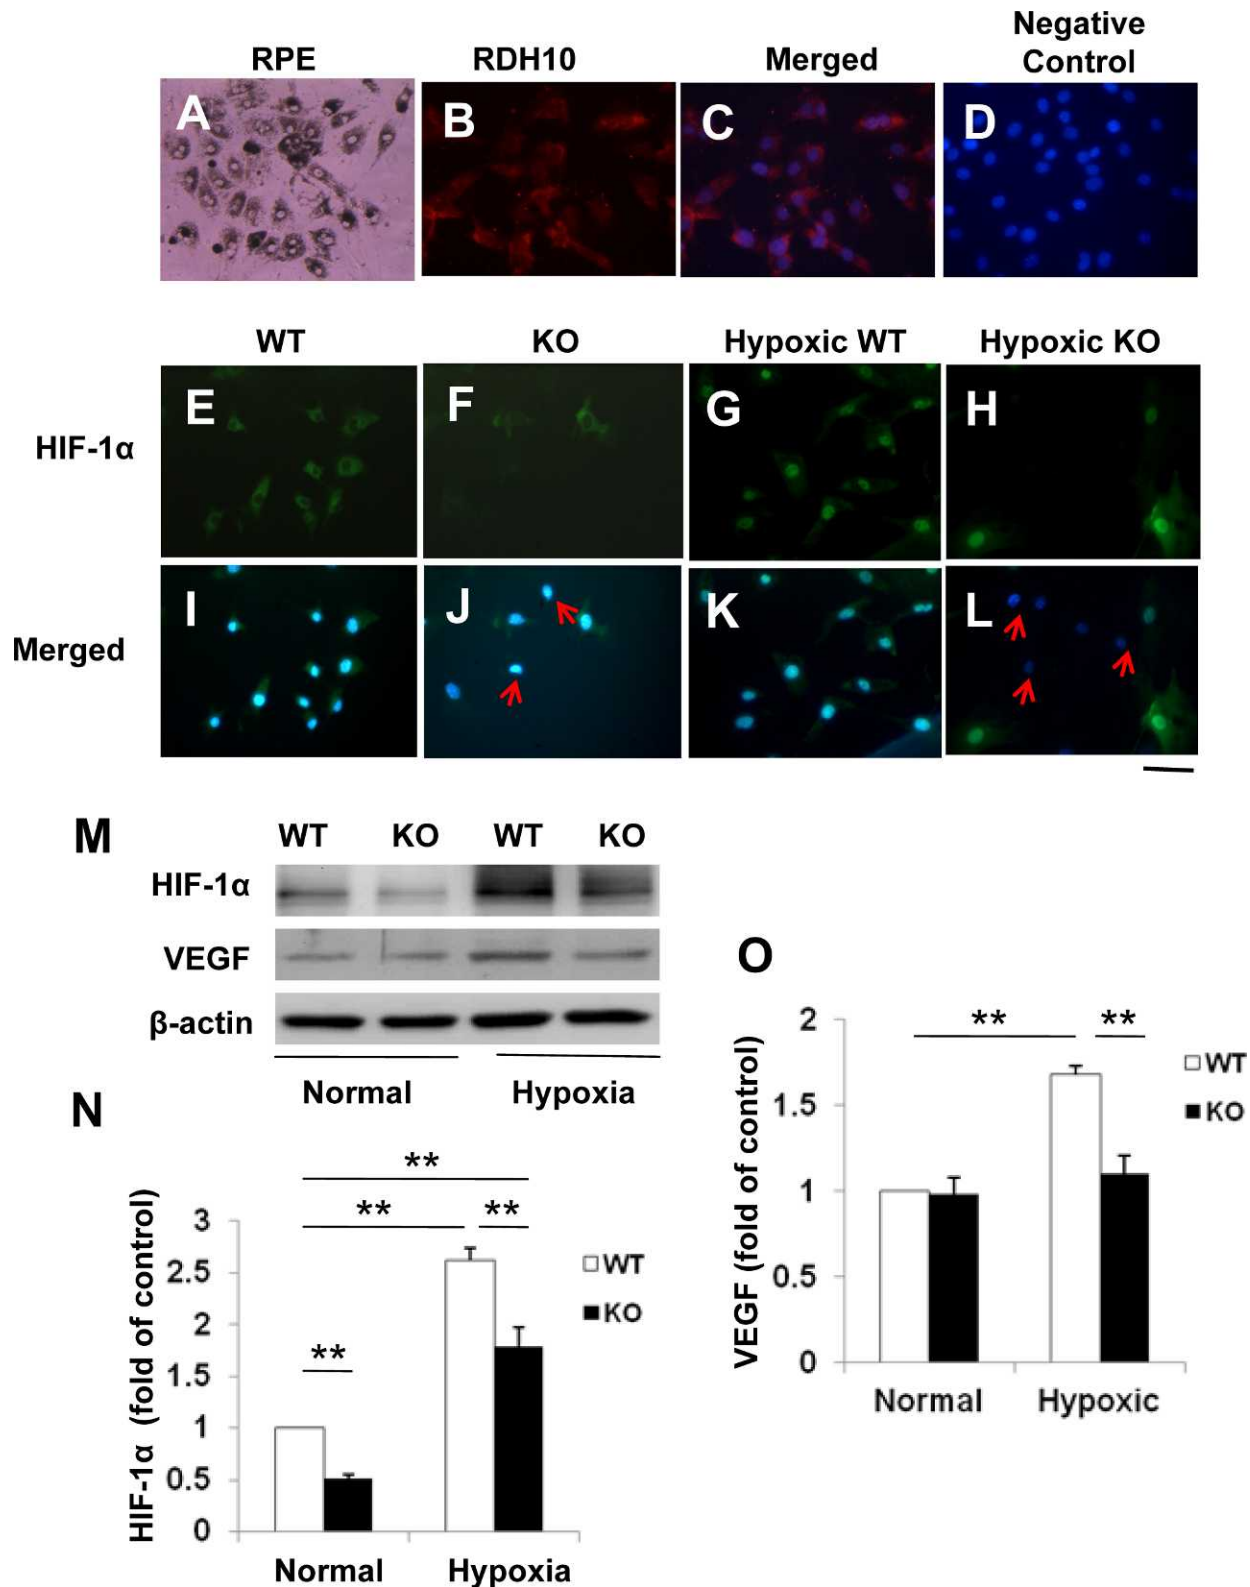 RPE RDH10 Merged Negative
Control
A B C D
WT KO Hypoxic WT Hypoxic KO
HIF-1α E F G H
Merged I J K L
M WT KO WT KO
HIF-1α
VEGF
β-actin
Normal Hypoxia
N
HIF-1α (fold of control)
**
** **
**
3
2.5
2
1.5
1
0.5
0
WT
KO
Normal Hypoxia
O
VEGF (fold of control)
** **
2
1.5
1
0.5
0
WT
KO
Normal Hypoxic